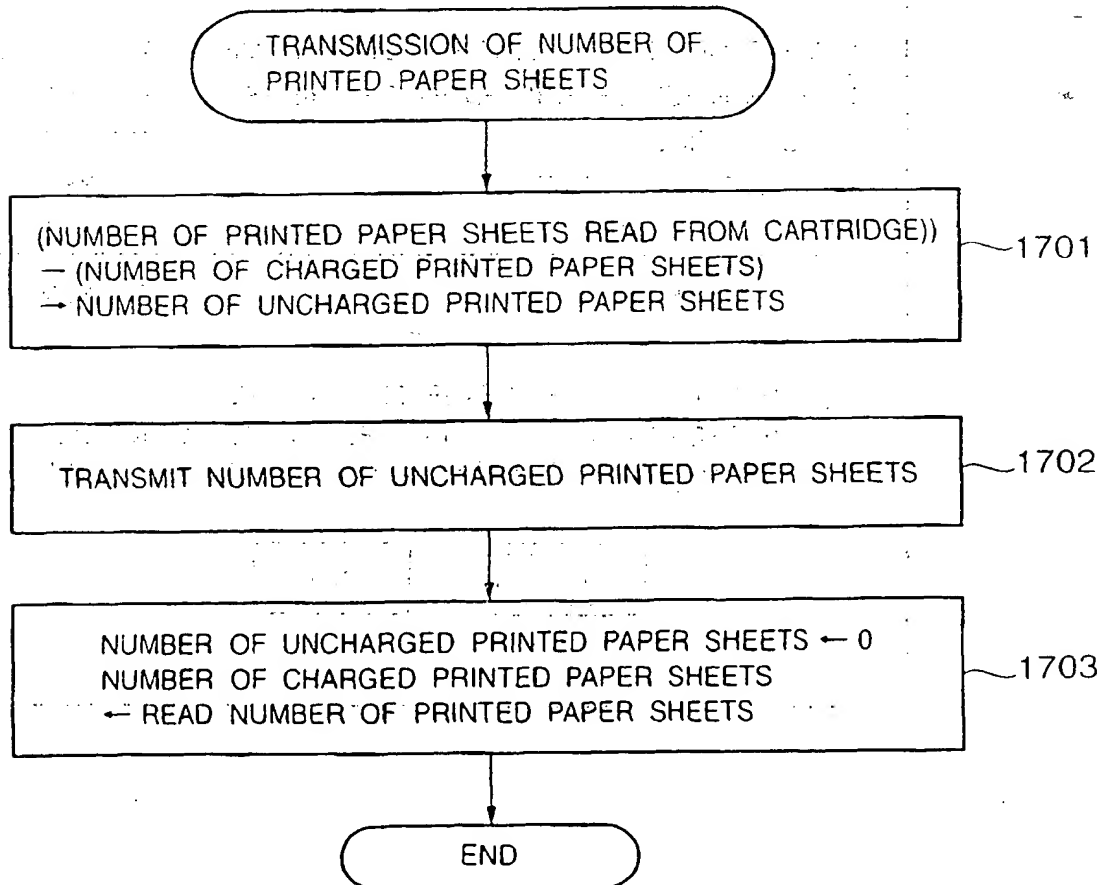 TRANSMISSION OF NUMBER OF
PRINTED PAPER SHEETS
(NUMBER OF PRINTED PAPER SHEETS READ FROM CARTRIDGE))
— (NUMBER OF CHARGED PRINTED PAPER SHEETS)
→ NUMBER OF UNCHARGED PRINTED PAPER SHEETS
1701
TRANSMIT NUMBER OF UNCHARGED PRINTED PAPER SHEETS
1702
NUMBER OF UNCHARGED PRINTED PAPER SHEETS ← 0
NUMBER OF CHARGED PRINTED PAPER SHEETS
← READ NUMBER OF PRINTED PAPER SHEETS
1703
END